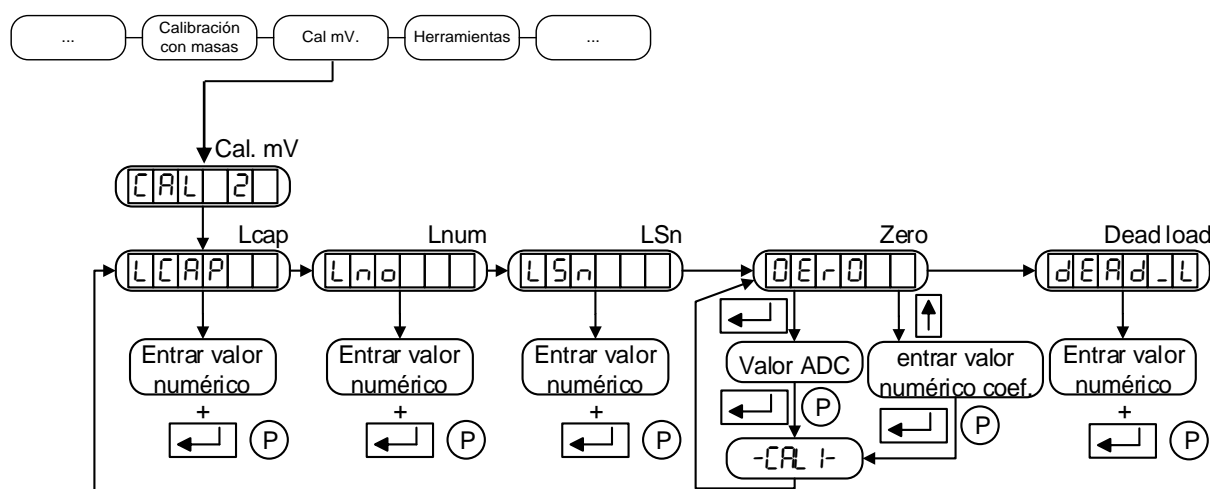 ...
Calibración
con masas
Cal mV.
Herramientas
...
Cal. mV
CAL 2
Lcap
Lnum
LSn
Zero
Dead load
LCAP
Lno
LSn
0Er0
dEAd_L
Entrar valor
numérico
+
P
Entrar valor
numérico
+
P
Entrar valor
numérico
+
P
Valor ADC
P
entrar valor
numérico coef.
P
-CAL 1-
Entrar valor
numérico
+
P